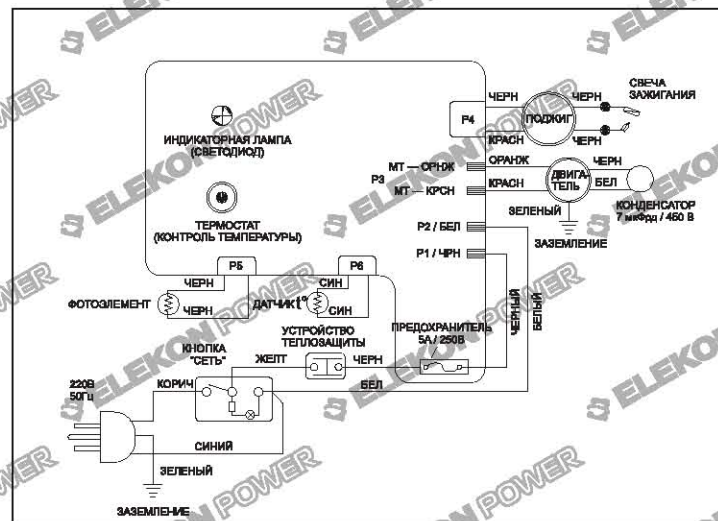 ELEKON POWER
ЧЕРН
ЧЕРН
СВЕЧА
ЗАЖИГАНИЯ
P4
ПОДЖИГ
КРАСН
ЧЕРН
ИНДИКАТОРНАЯ ЛАМПА
(СВЕТОДИОД)
МТ — ОРНЖ
ОРАНЖ
ЧЕРН
P3
ДВИГА-
ТЕЛЬ
МТ — КРСН
КРАСН
БЕЛ
КОНДЕНСАТОР
7 мкФрд / 450 В
ЗЕЛЕНЫЙ
ЗАЗЕМЛЕНИЕ
ТЕРМОСТАТ
(КОНТРОЛЬ ТЕМПЕРАТУРЫ)
P2 / БЕЛ
P1 / ЧРН
P5
P6
ЧЕРН
СИН
ФОТОЭЛЕМЕНТ
ЧЕРН
ДАТЧИК t°
СИН
ЧЕРНЫЙ
БЕЛЫЙ
УСТРОЙСТВО
ТЕПЛОЗАЩИТЫ
ПРЕДОХРАНИТЕЛЬ
5А / 250В
КНОПКА
"СЕТЬ"
ЖЕЛТ
ЧЕРН
220В
50Гц
КОРИЧ
БЕЛ
СИНИЙ
ЗЕЛЕНЫЙ
ЗАЗЕМЛЕНИЕ